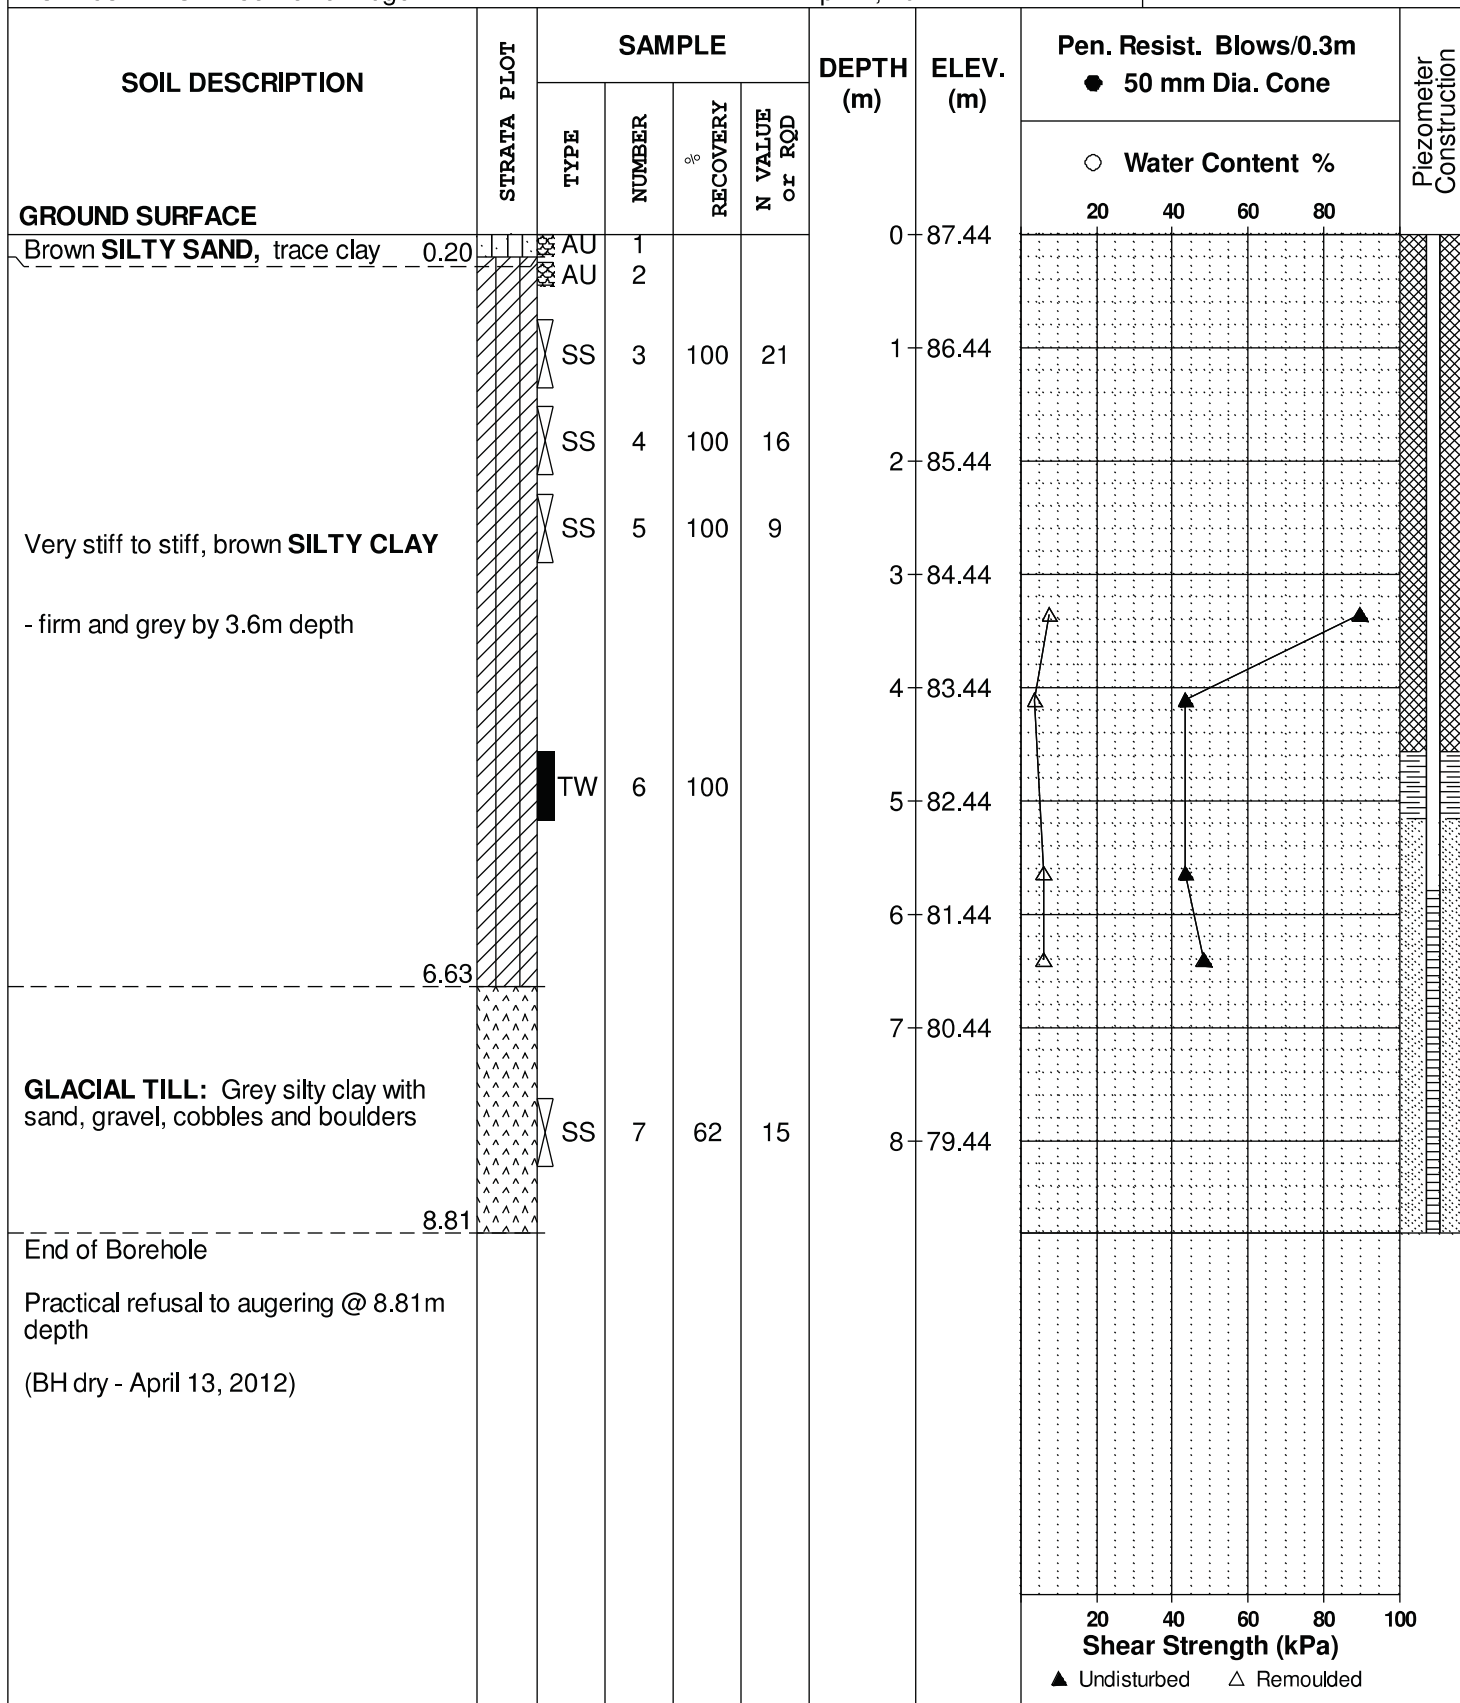 SOIL DESCRIPTION
GROUND SURFACE
STRATA PLOT
SAMPLE
TYPE
NUMBER
% RECOVERY
N VALUE or RQD
DEPTH (m)
ELEV. (m)
Pen. Resist. Blows/0.3m
● 50 mm Dia. Cone
○ Water Content %
20 40 60 80
Piezometer Construction
Brown SILTY SAND, trace clay 0.20
AU 1
AU 2
0 87.44
SS 3 100 21
1 86.44
SS 4 100 16
2 85.44
SS 5 100 9
Very stiff to stiff, brown SILTY CLAY
3 84.44
- firm and grey by 3.6m depth
4 83.44
TW 6 100
5 82.44
6 81.44
6.63
7 80.44
GLACIAL TILL: Grey silty clay with
sand, gravel, cobbles and boulders
SS 7 62 15
8 79.44
8.81
End of Borehole
Practical refusal to augering @ 8.81m
depth
(BH dry - April 13, 2012)
20 40 60 80 100
Shear Strength (kPa)
▲ Undisturbed △ Remoulded